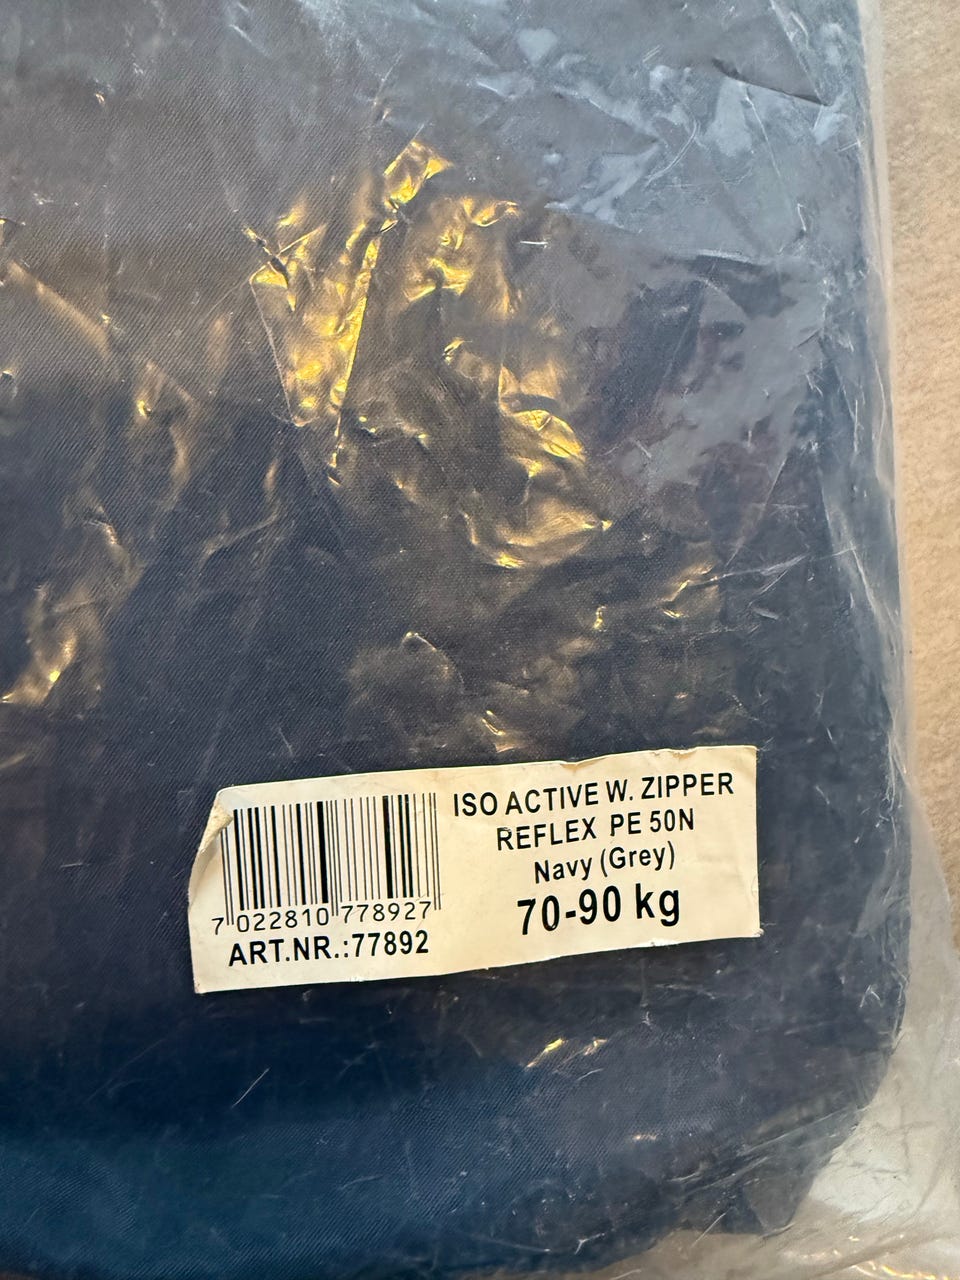 ISO ACTIVE W. ZIPPER
REFLEX PE 50N
Navy (Grey)
70-90 kg
7 022810 778927
ART.NR.:77892